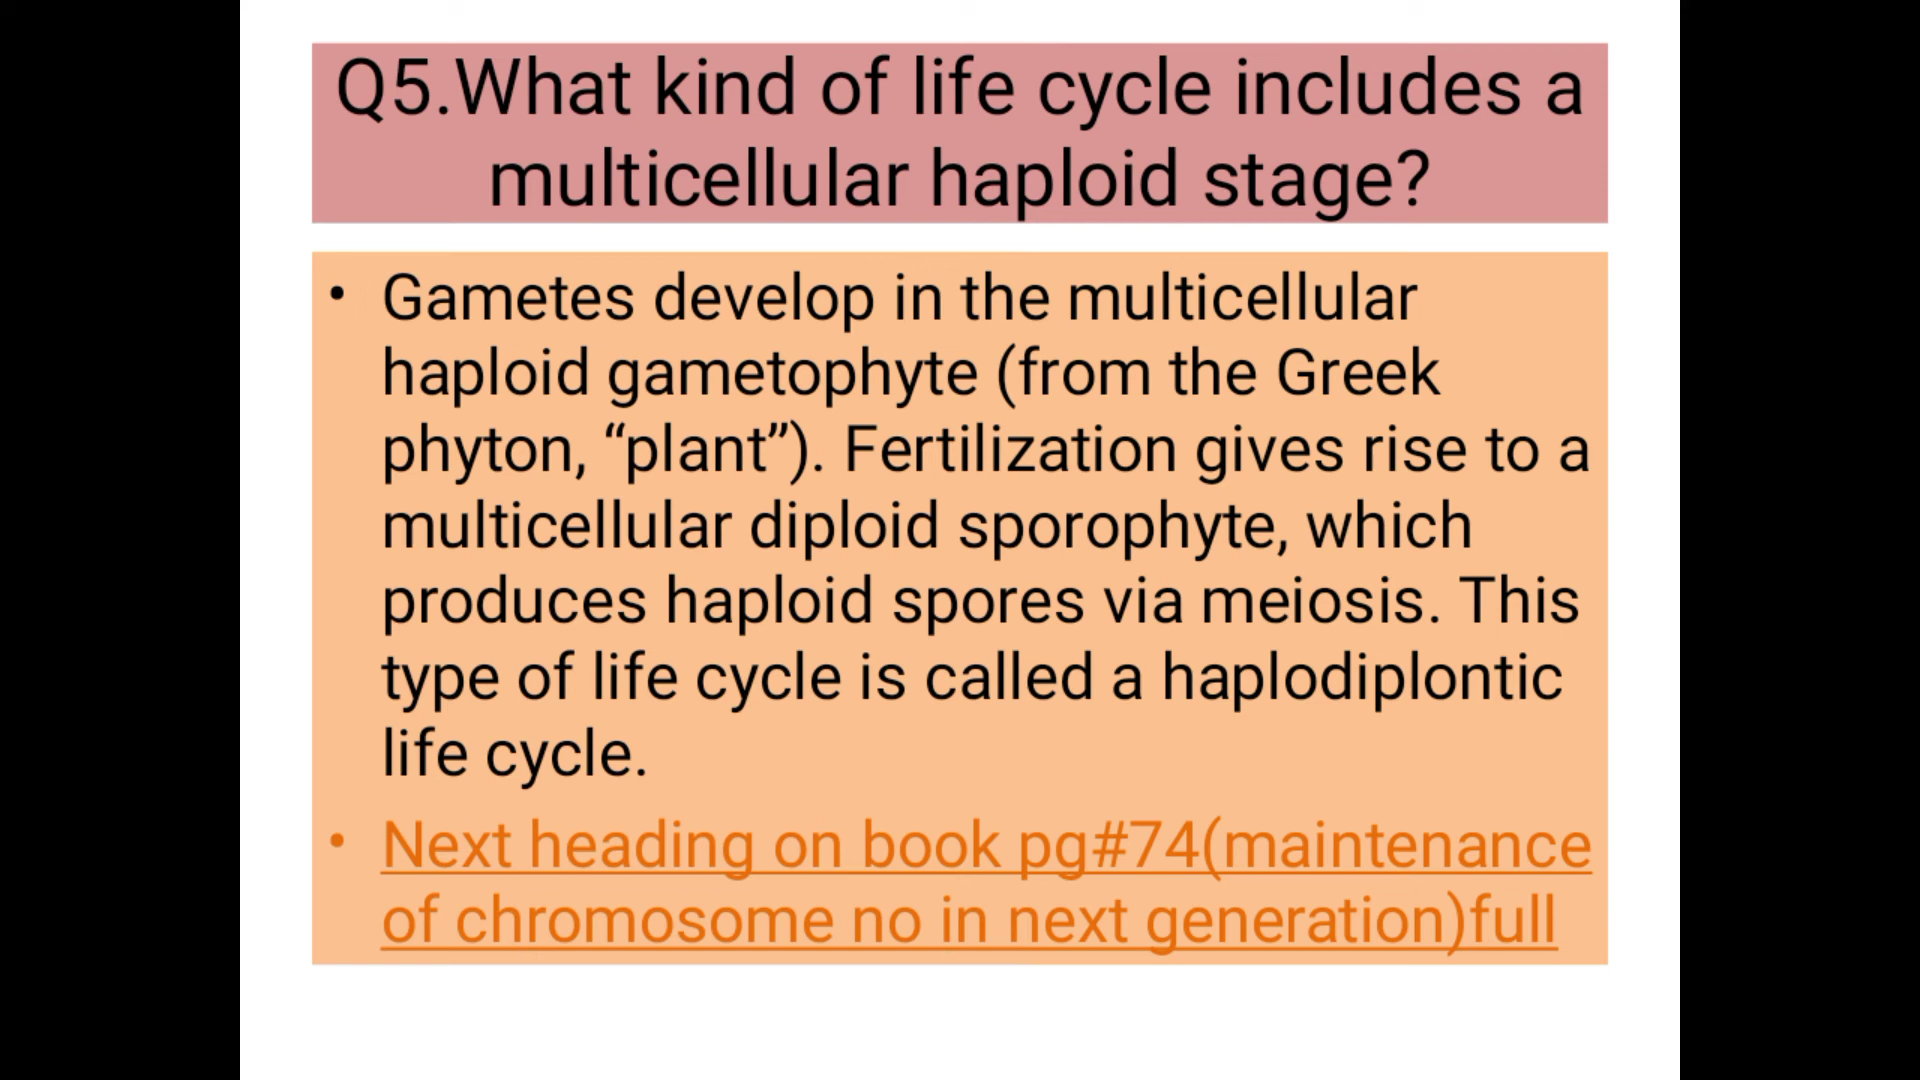 Q5.What kind of life cycle includes a
multicellular haploid stage?
• Gametes develop in the multicellular
haploid gametophyte (from the Greek
phyton, “plant”). Fertilization gives rise to a
multicellular diploid sporophyte, which
produces haploid spores via meiosis. This
type of life cycle is called a haplodiplontic
life cycle.
• Next heading on book pg#74(maintenance
of chromosome no in next generation)full